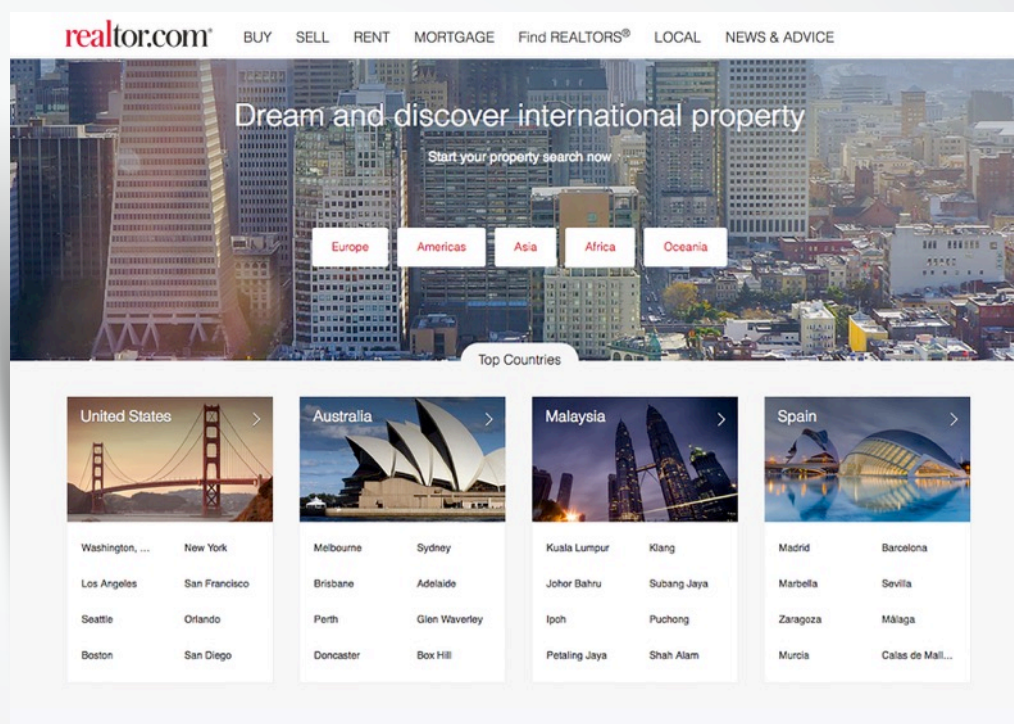 realtor.com® BUY SELL RENT MORTGAGE Find REALTORS® LOCAL NEWS & ADVICE
Dream and discover international property
Start your property search now
Europe Americas Asia Africa Oceania
Top Countries
United States
Washington, ... New York
Los Angeles San Francisco
Seattle Orlando
Boston San Diego
Australia
Melbourne Sydney
Brisbane Adelaide
Perth Glen Waverley
Doncaster Box Hill
Malaysia
Kuala Lumpur Klang
Johor Bahru Subang Jaya
Ipoh Puchong
Petaling Jaya Shah Alam
Spain
Madrid Barcelona
Marbella Sevilla
Zaragoza Málaga
Murcia Calas de Mall...